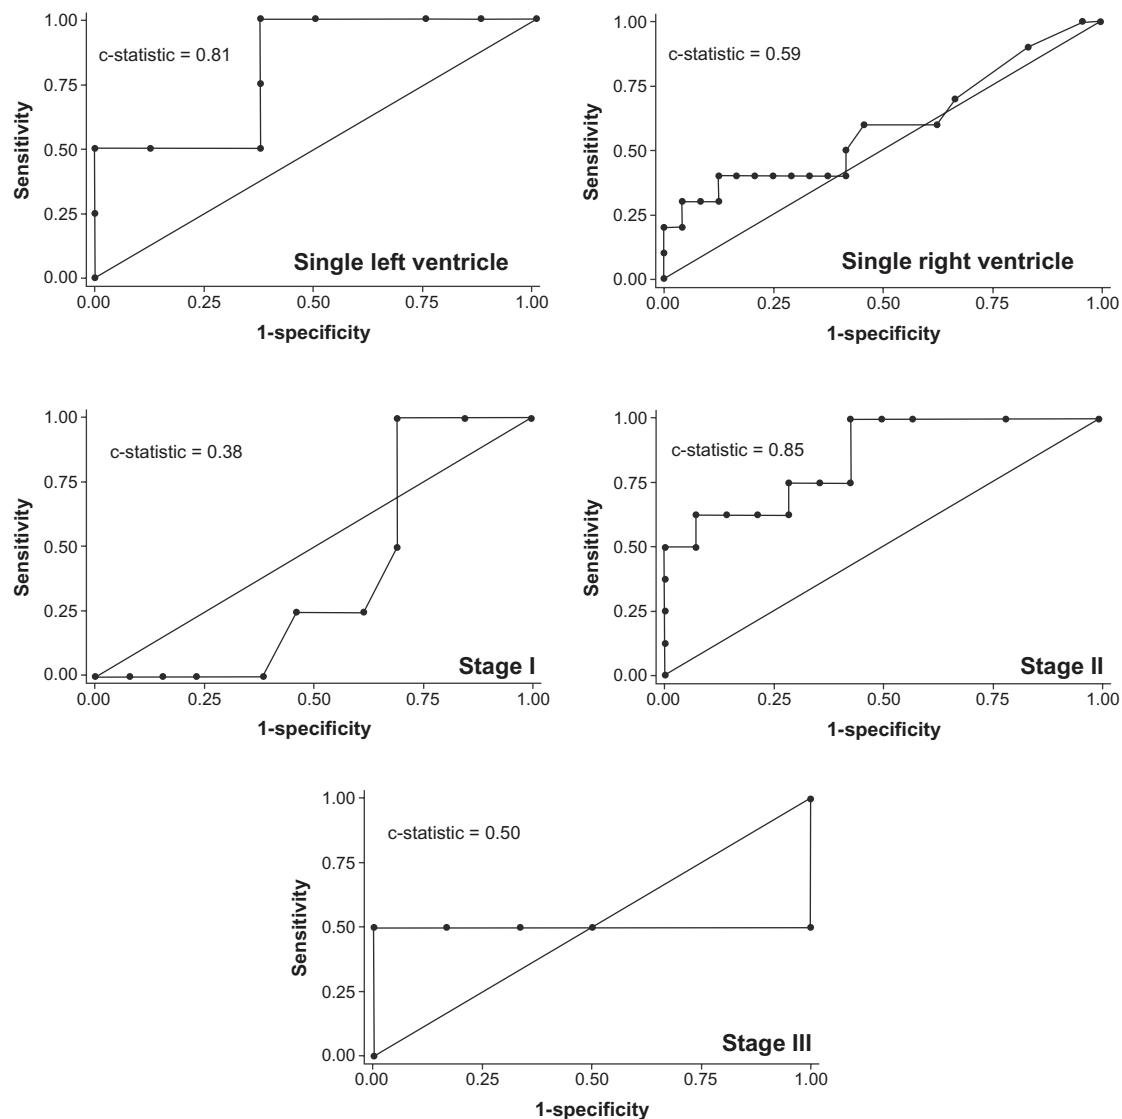 1.00
c-statistic = 0.81
0.75
Sensitivity
0.50
0.25
Single left ventricle
0.00
0.00 0.25 0.50 0.75 1.00
1-specificity
1.00
c-statistic = 0.59
0.75
Sensitivity
0.50
0.25
Single right ventricle
0.00
0.00 0.25 0.50 0.75 1.00
1-specificity
1.00
c-statistic = 0.38
0.75
Sensitivity
0.50
0.25
Stage I
0.00
0.00 0.25 0.50 0.75 1.00
1-specificity
1.00
c-statistic = 0.85
0.75
Sensitivity
0.50
0.25
Stage II
0.00
0.00 0.25 0.50 0.75 1.00
1-specificity
1.00
c-statistic = 0.50
0.75
Sensitivity
0.50
0.25
Stage III
0.00
0.00 0.25 0.50 0.75 1.00
1-specificity